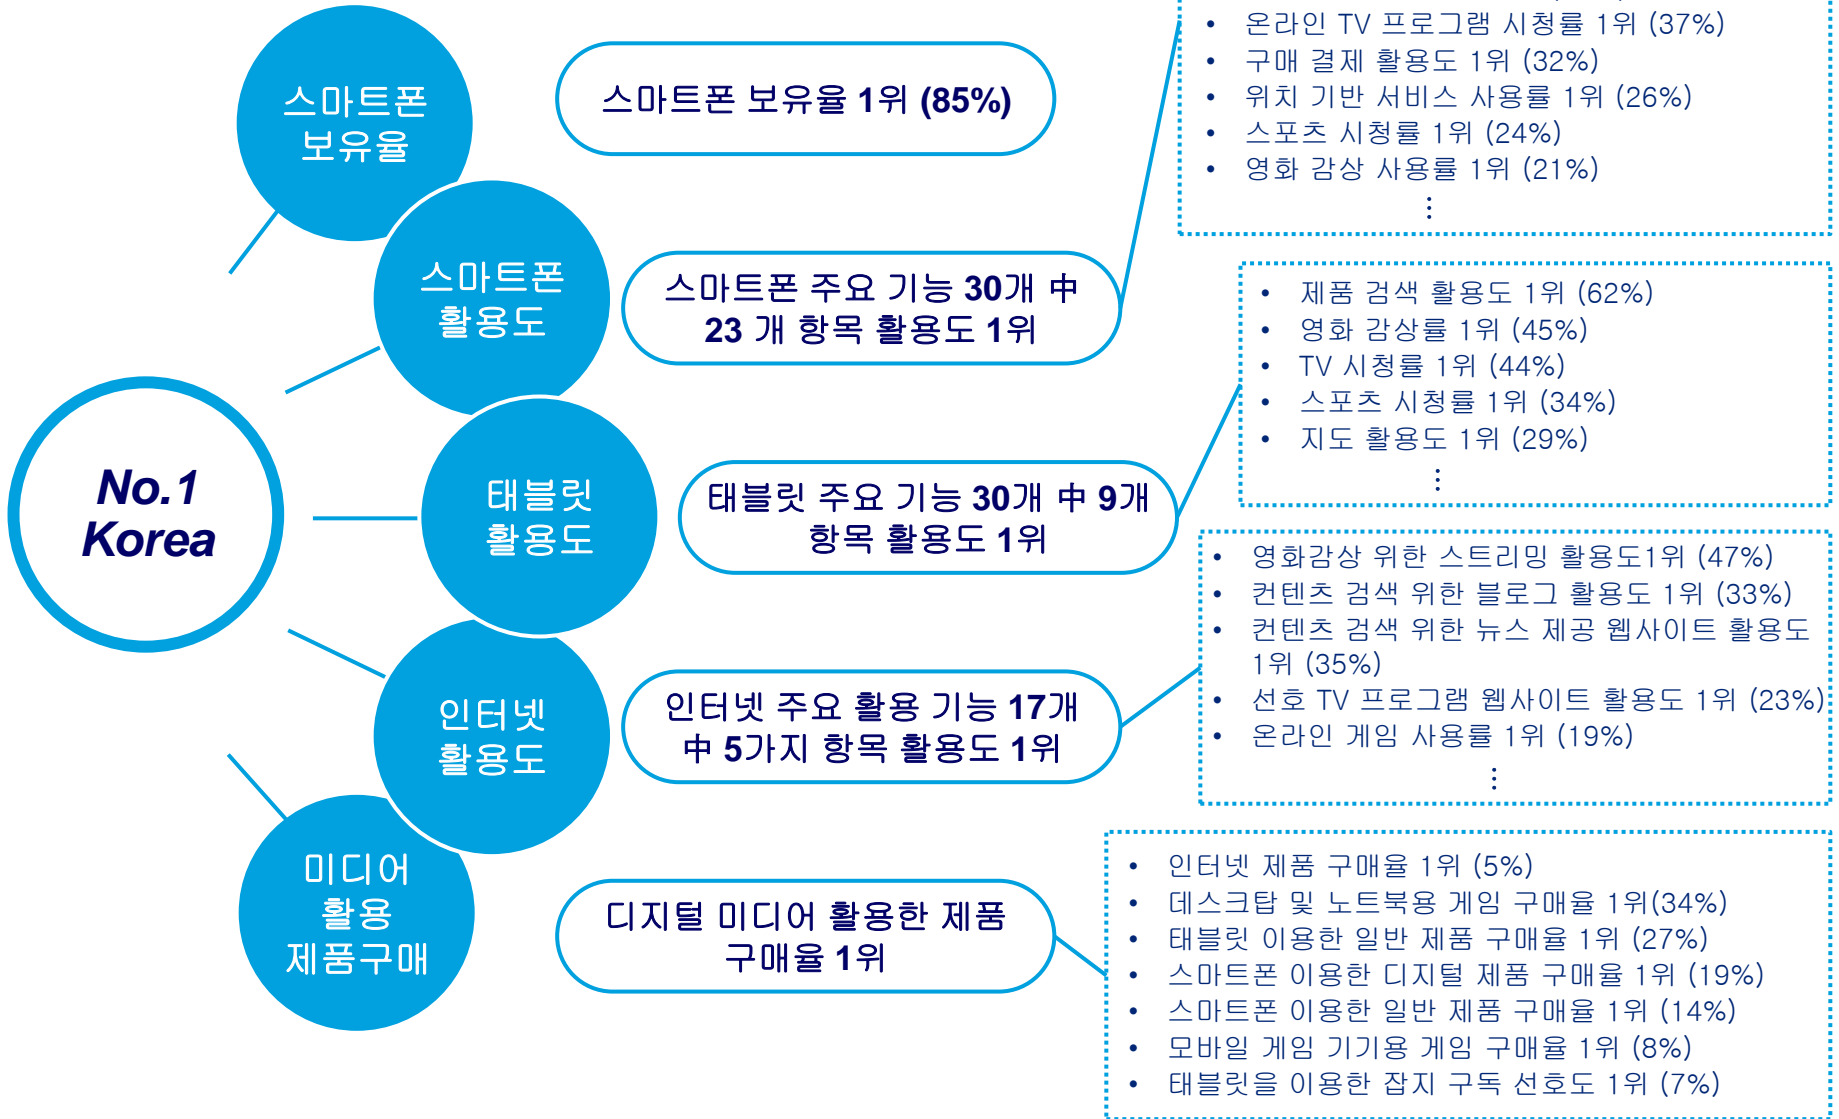 No.1
Korea
스마트폰
보유율
스마트폰 보유율 1위 (85%)
스마트폰
활용도
스마트폰 주요 기능 30개 中
23 개 항목 활용도 1위
• 온라인 TV 프로그램 시청률 1위 (37%)
• 구매 결제 활용도 1위 (32%)
• 위치 기반 서비스 사용률 1위 (26%)
• 스포츠 시청률 1위 (24%)
• 영화 감상 사용률 1위 (21%)
⋮
태블릿
활용도
태블릿 주요 기능 30개 中 9개
항목 활용도 1위
• 제품 검색 활용도 1위 (62%)
• 영화 감상률 1위 (45%)
• TV 시청률 1위 (44%)
• 스포츠 시청률 1위 (34%)
• 지도 활용도 1위 (29%)
⋮
인터넷
활용도
인터넷 주요 활용 기능 17개
中 5가지 항목 활용도 1위
• 영화감상 위한 스트리밍 활용도1위 (47%)
• 컨텐츠 검색 위한 블로그 활용도 1위 (33%)
• 컨텐츠 검색 위한 뉴스 제공 웹사이트 활용도
1위 (35%)
• 선호 TV 프로그램 웹사이트 활용도 1위 (23%)
• 온라인 게임 사용률 1위 (19%)
⋮
미디어
활용
제품구매
디지털 미디어 활용한 제품
구매율 1위
• 인터넷 제품 구매율 1위 (5%)
• 데스크탑 및 노트북용 게임 구매율 1위(34%)
• 태블릿 이용한 일반 제품 구매율 1위 (27%)
• 스마트폰 이용한 디지털 제품 구매율 1위 (19%)
• 스마트폰 이용한 일반 제품 구매율 1위 (14%)
• 모바일 게임 기기용 게임 구매율 1위 (8%)
• 태블릿을 이용한 잡지 구독 선호도 1위 (7%)